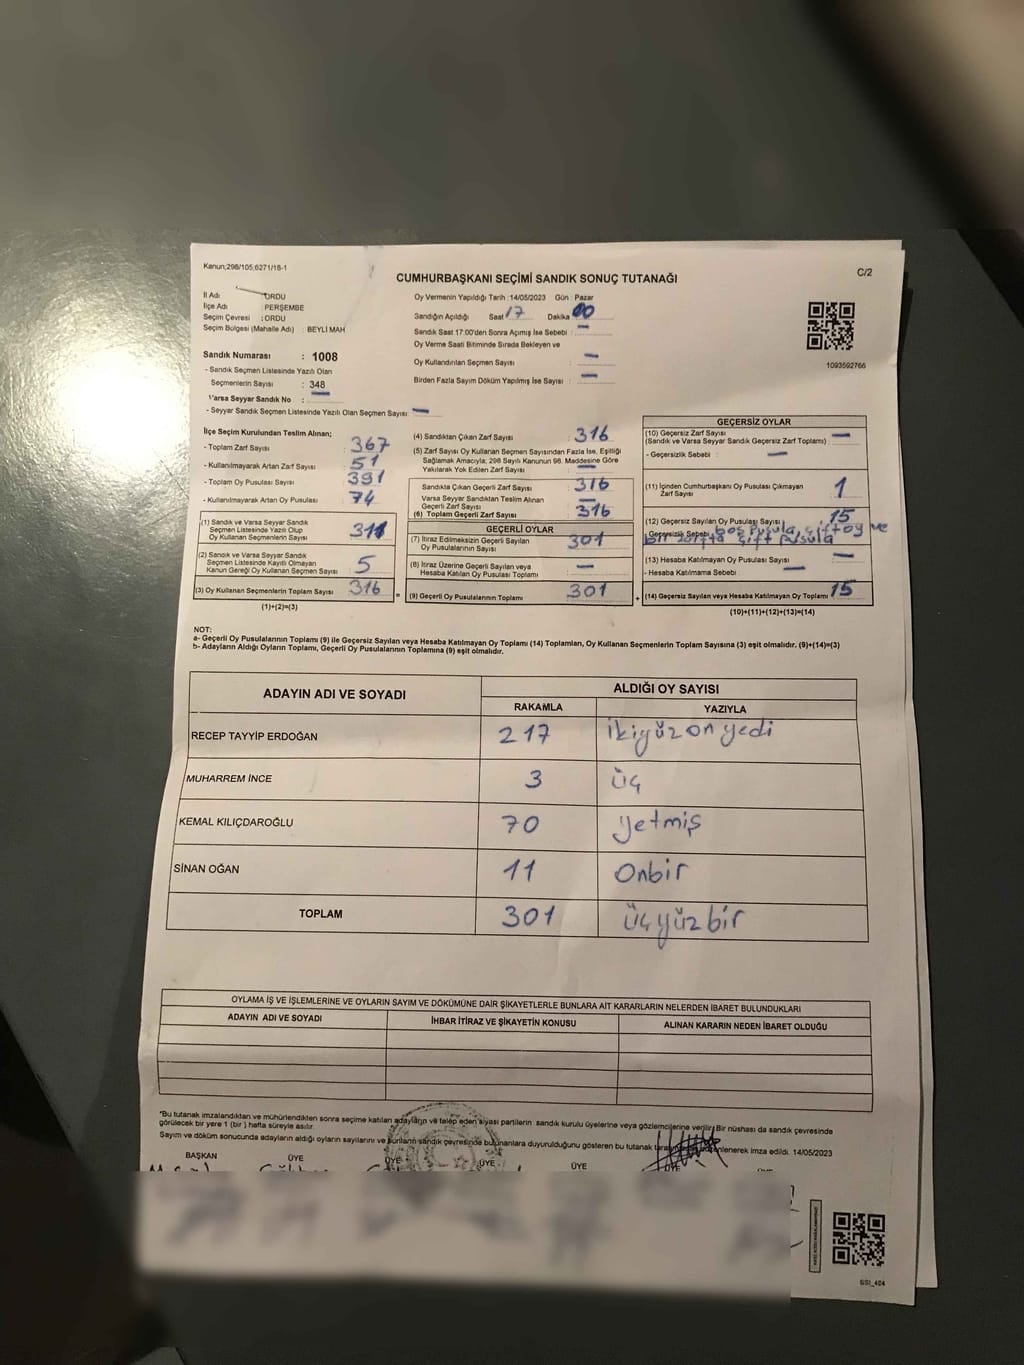 Kanun;298/105;6271/18-1
C/2
CUMHURBAŞKANI SEÇİMİ SANDIK SONUÇ TUTANAĞI
İl Adı : ORDU
İlçe Adı : PERŞEMBE
Seçim Çevresi : ORDU
Seçim Bölgesi (Mahalle Adı) : BEYLİ MAH
Sandık Numarası : 1008
- Sandık Seçmen Listesinde Yazılı Olan
Seçmenlerin Sayısı : 348
Varsa Seyyar Sandık No : —
- Seyyar Sandık Seçmen Listesinde Yazılı Olan Seçmen Sayısı: —
Oy Vermenin Yapıldığı Tarih :14/05/2023 Gün : Pazar
Sandığın Açıldığı Saat 17 Dakika 00
Sandık Saat 17:00'den Sonra Açılmış İse Sebebi : —
Oy Verme Saati Bitiminde Sırada Bekleyen ve
Oy Kullandırılan Seçmen Sayısı : —
Birden Fazla Sayım Döküm Yapılmış İse Sayısı : —
1093592766
İlçe Seçim Kurulundan Teslim Alınan;
- Toplam Zarf Sayısı : 367
- Kullanılmayarak Artan Zarf Sayısı : 51
- Toplam Oy Pusulası Sayısı : 391
- Kullanılmayarak Artan Oy Pusulası : 74
(1) Sandık ve Varsa Seyyar Sandık
Seçmen Listesinde Yazılı Olup
Oy Kullanan Seçmenlerin Sayısı 311
(2) Sandık ve Varsa Seyyar Sandık
Seçmen Listesinde Kayıtlı Olmayan
Kanun Gereği Oy Kullanan Seçmen Sayısı 5
(3) Oy Kullanan Seçmenlerin Toplam Sayısı 316
(1)+(2)=(3)
(4) Sandıktan Çıkan Zarf Sayısı : 316
(5) Zarf Sayısı Oy Kullanan Seçmen Sayısından Fazla İse, Eşitliği
Sağlamak Amacıyla; 298 Sayılı Kanunun 98. Maddesine Göre
Yakılarak Yok Edilen Zarf Sayısı : —
Sandıkta Çıkan Geçerli Zarf Sayısı : 316
Varsa Seyyar Sandıktan Teslim Alınan
Geçerli Zarf Sayısı : —
(6) Toplam Geçerli Zarf Sayısı : 316
GEÇERLİ OYLAR
(7) İtiraz Edilmeksizin Geçerli Sayılan
Oy Pusulalarının Sayısı : 301
(8) İtiraz Üzerine Geçerli Sayılan veya
Hesaba Katılan Oy Pusulası Toplamı : —
(9) Geçerli Oy Pusulalarının Toplamı : 301
GEÇERSİZ OYLAR
(10) Geçersiz Zarf Sayısı
(Sandık ve Varsa Seyyar Sandık Geçersiz Zarf Toplamı) : —
- Geçersizlik Sebebi : —
(11) İçinden Cumhurbaşkanı Oy Pusulası Çıkmayan
Zarf Sayısı : 1
(12) Geçersiz Sayılan Oy Pusulası Sayısı : 15
- Geçersizlik Sebebi boş pusula, çift oy ve
bir zarfta çift pusula
(13) Hesaba Katılmayan Oy Pusulası Sayısı :
- Hesaba Katılmama Sebebi : —
(14) Geçersiz Sayılan veya Hesaba Katılmayan Oy Toplamı : 15
(10)+(11)+(12)+(13)=(14)
NOT:
a- Geçerli Oy Pusulalarının Toplamı (9) ile Geçersiz Sayılan veya Hesaba Katılmayan Oy Toplamı (14) Toplamları, Oy Kullanan Seçmenlerin Toplam Sayısına (3) eşit olmalıdır. (9)+(14)=(3)
b- Adayların Aldığı Oyların Toplamı, Geçerli Oy Pusulalarının Toplamına (9) eşit olmalıdır.
ADAYIN ADI VE SOYADI ALDIĞI OY SAYISI
RAKAMLA YAZIYLA
RECEP TAYYİP ERDOĞAN 217 ikiyüzonyedi
MUHARREM İNCE 3 üç
KEMAL KILIÇDAROĞLU 70 yetmiş
SİNAN OĞAN 11 Onbir
TOPLAM 301 üçyüzbir
OYLAMA İŞ VE İŞLEMLERİNE VE OYLARIN SAYIM VE DÖKÜMÜNE DAİR ŞİKAYETLERLE BUNLARA AİT KARARLARIN NELERDEN İBARET BULUNDUKLARI
ADAYIN ADI VE SOYADI İHBAR İTİRAZ VE ŞİKAYETİN KONUSU ALINAN KARARIN NEDEN İBARET OLDUĞU
*Bu tutanak imzalandıktan ve mühürlendikten sonra seçime katılan adayların ve talep eden siyasi partilerin sandık kurulu üyelerine veya gözlemcilerine verilir. Bir nüshası da sandık çevresinde
görülecek bir yere 1 (bir ) hafta süreyle asılır.
Sayım ve döküm sonucunda adayların aldığı oyların sayılarını ve bunların sandık çevresinde bulunanlara duyurulduğunu gösteren bu tutanak düzenlenerek imza edildi. 14/05/2023
BAŞKAN ÜYE ÜYE ÜYE ÜYE ÜYE
SSI_404